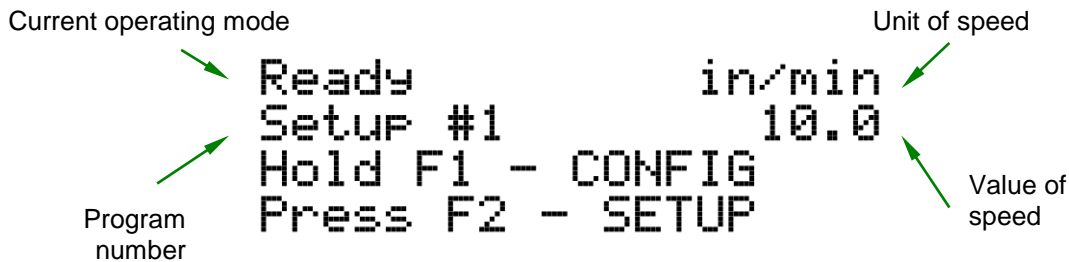 Current operating mode
Unit of speed
Ready in/min
Setup #1 10.0
Hold F1 - CONFIG
Press F2 - SETUP
Program
number
Value of
speed